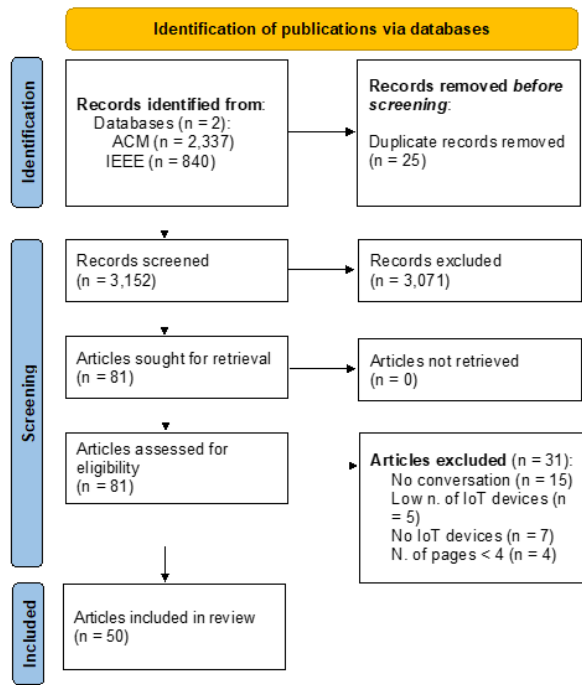 Identification of publications via databases
Identification
Records identified from:
Databases (n = 2):
ACM (n = 2,337)
IEEE (n = 840)
Records removed before
screening:
Duplicate records removed
(n = 25)
Screening
Records screened
(n = 3,152)
Records excluded
(n = 3,071)
Articles sought for retrieval
(n = 81)
Articles not retrieved
(n = 0)
Articles assessed for
eligibility
(n = 81)
Articles excluded (n = 31):
No conversation (n = 15)
Low n. of IoT devices (n
= 5)
No IoT devices (n = 7)
N. of pages < 4 (n = 4)
Included
Articles included in review
(n = 50)